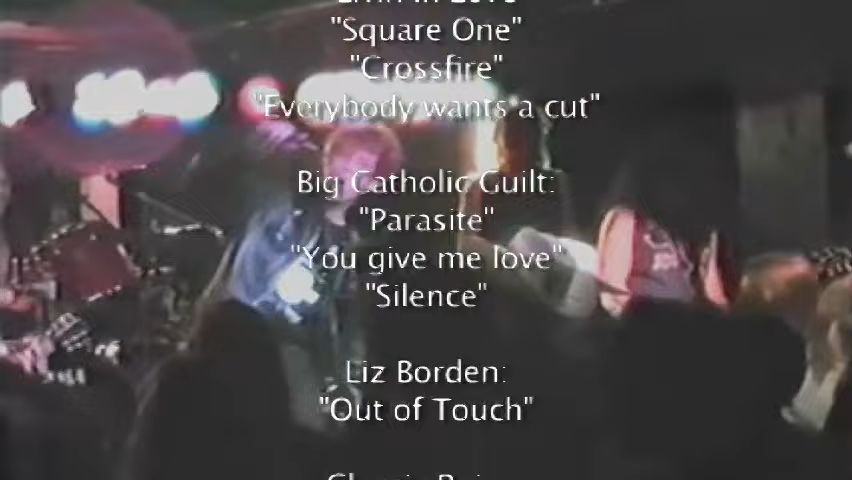 "Square One"
"Crossfire"
"Everybody wants a cut"
Big Catholic Guilt:
"Parasite"
"You give me love"
"Silence"
Liz Borden:
"Out of Touch"